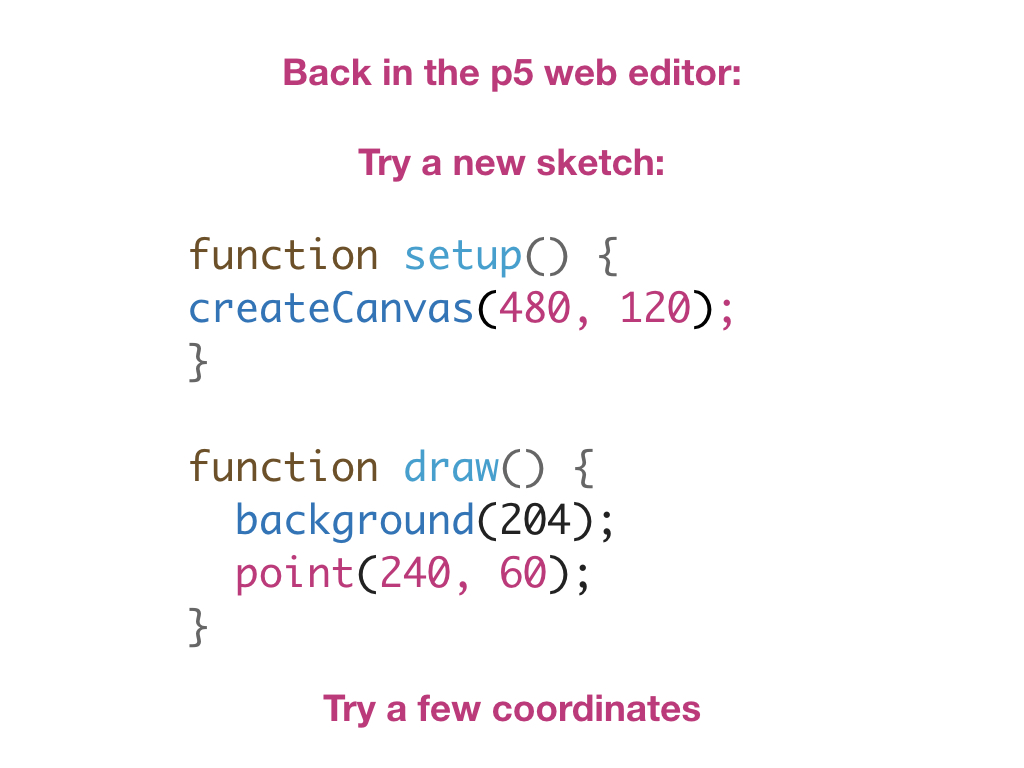 Back in the p5 web editor:
Try a new sketch:
function setup() {
createCanvas(480, 120);
}
function draw() {
  background(204);
  point(240, 60);
}
Try a few coordinates